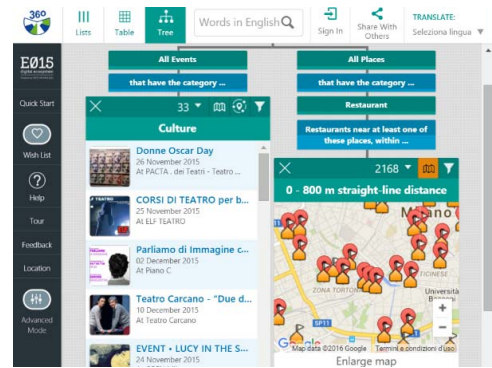 360
Lists
Table
Tree
Words in English
Sign In
Share With
Others
TRANSLATE:
Seleziona lingua
E015
Quick Start
Wish List
Help
Tour
Feedback
Location
Advanced
Mode
All Events
that have the category ...
33
Culture
Donne Oscar Day
26 November 2015
At PACTA . dei Teatri - Teatro ...
CORSI DI TEATRO per b...
25 November 2015
At ELF TEATRO
Parliamo di Immagine c...
02 December 2015
At Piano C
Teatro Carcano - "Due d...
10 December 2015
At Teatro Carcano
EVENT • LUCY IN THE S...
24 November 2015
All Places
that have the category ...
Restaurant
Restaurants near at least one of
these places, within ...
2168
0 - 800 m straight-line distance
Milano
ZONA TORTONA
TICINESE
Università
SP11
+
−
Google
Map data ©2016 Google
Termini e condizioni d'uso
Enlarge map